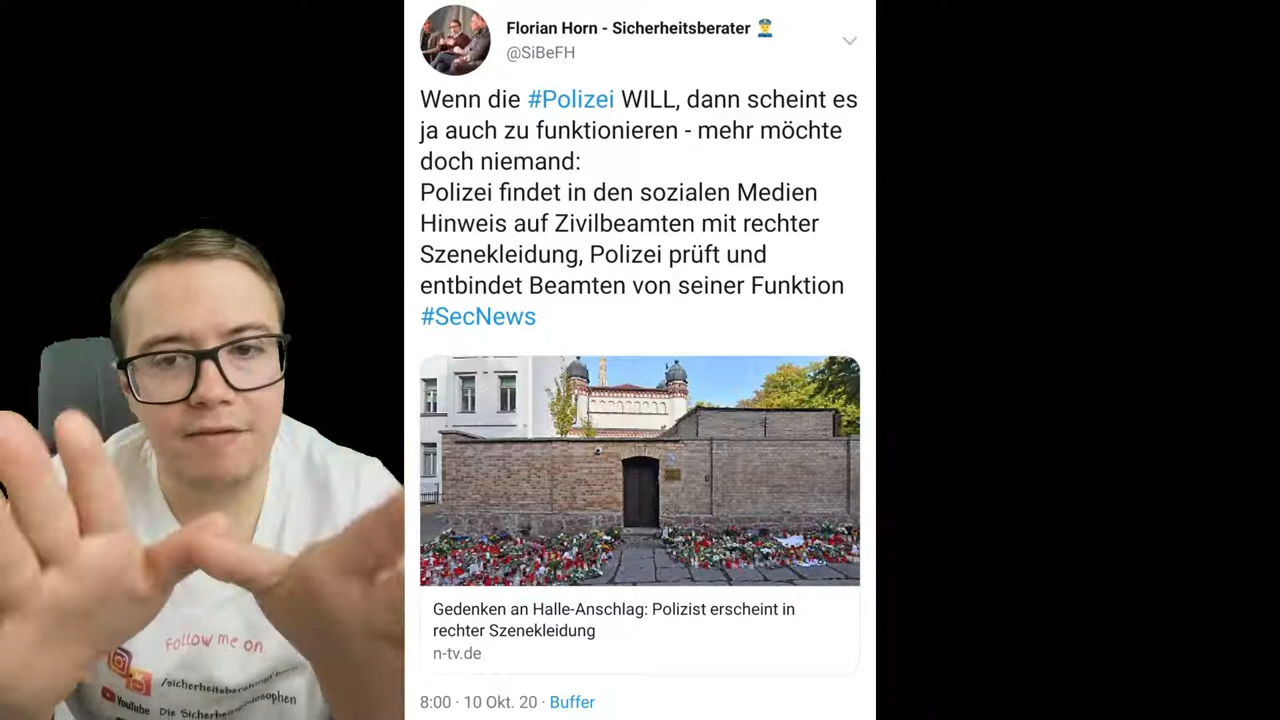 Florian Horn - Sicherheitsberater
@SiBeFH
Wenn die #Polizei WILL, dann scheint es
ja auch zu funktionieren - mehr möchte
doch niemand:
Polizei findet in den sozialen Medien
Hinweis auf Zivilbeamten mit rechter
Szenekleidung, Polizei prüft und
entbindet Beamten von seiner Funktion
#SecNews
Gedenken an Halle-Anschlag: Polizist erscheint in
rechter Szenekleidung
n-tv.de
8:00 · 10 Okt. 20 · Buffer
Follow me on
YouTube
Die Sicherheitsphilosophen